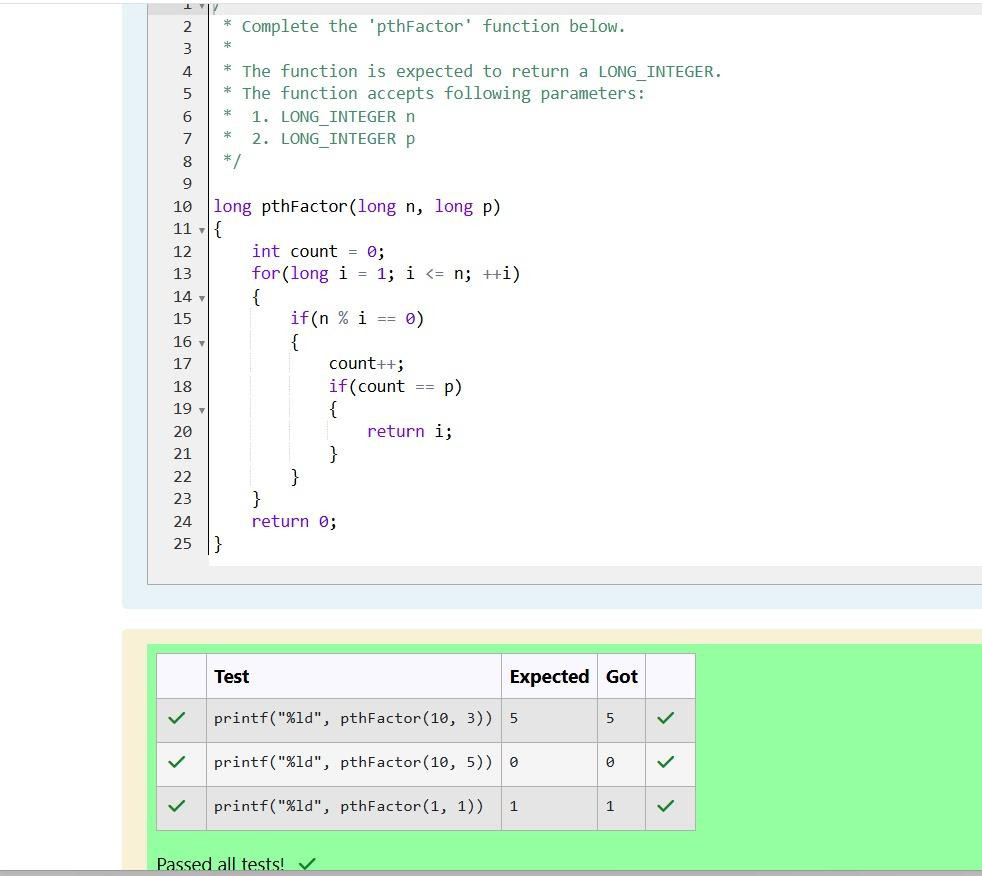 1 /
2 * Complete the 'pthFactor' function below.
3 *
4 * The function is expected to return a LONG_INTEGER.
5 * The function accepts following parameters:
6 *  1. LONG_INTEGER n
7 *  2. LONG_INTEGER p
8 */
9
10 long pthFactor(long n, long p)
11 {
12     int count = 0;
13     for(long i = 1; i <= n; ++i)
14     {
15         if(n % i == 0)
16         {
17             count++;
18             if(count == p)
19             {
20                 return i;
21             }
22         }
23     }
24     return 0;
25 }
Test Expected Got
printf("%ld", pthFactor(10, 3)) 5 5
printf("%ld", pthFactor(10, 5)) 0 0
printf("%ld", pthFactor(1, 1)) 1 1
Passed all tests!